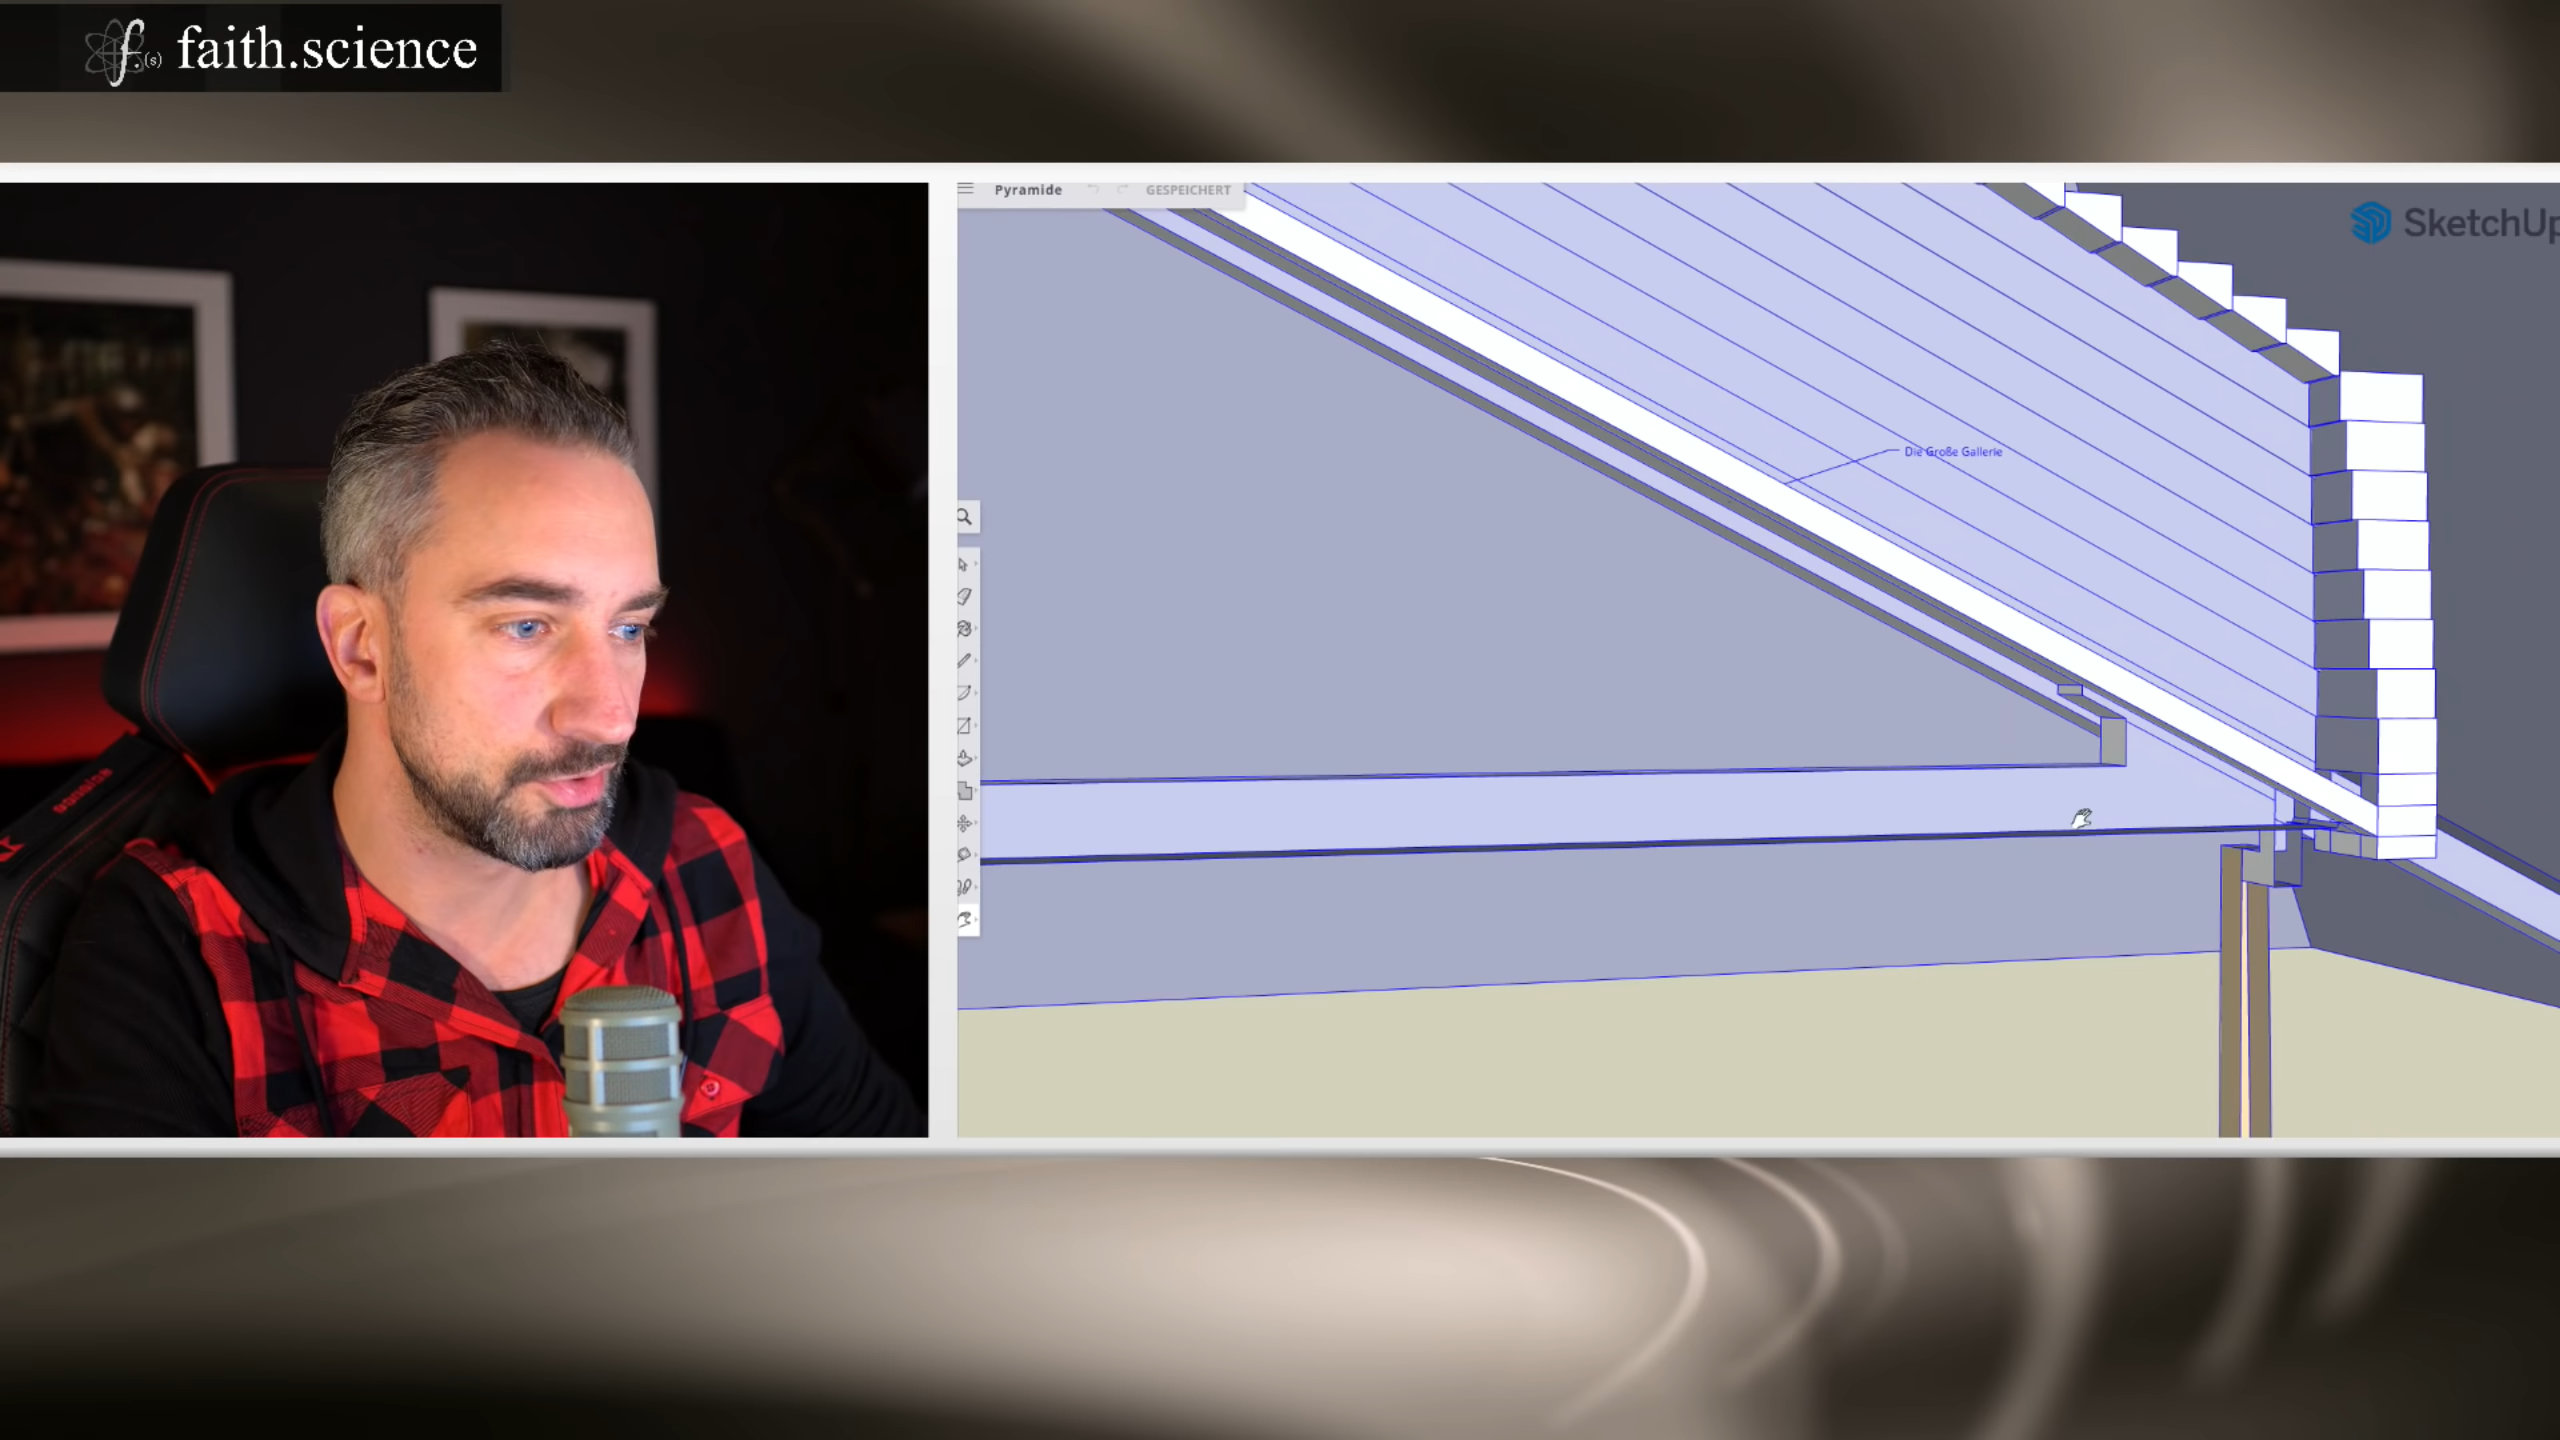 f(s) faith.science
Pyramide GESPEICHERT
SketchUp
Die Große Gallerie